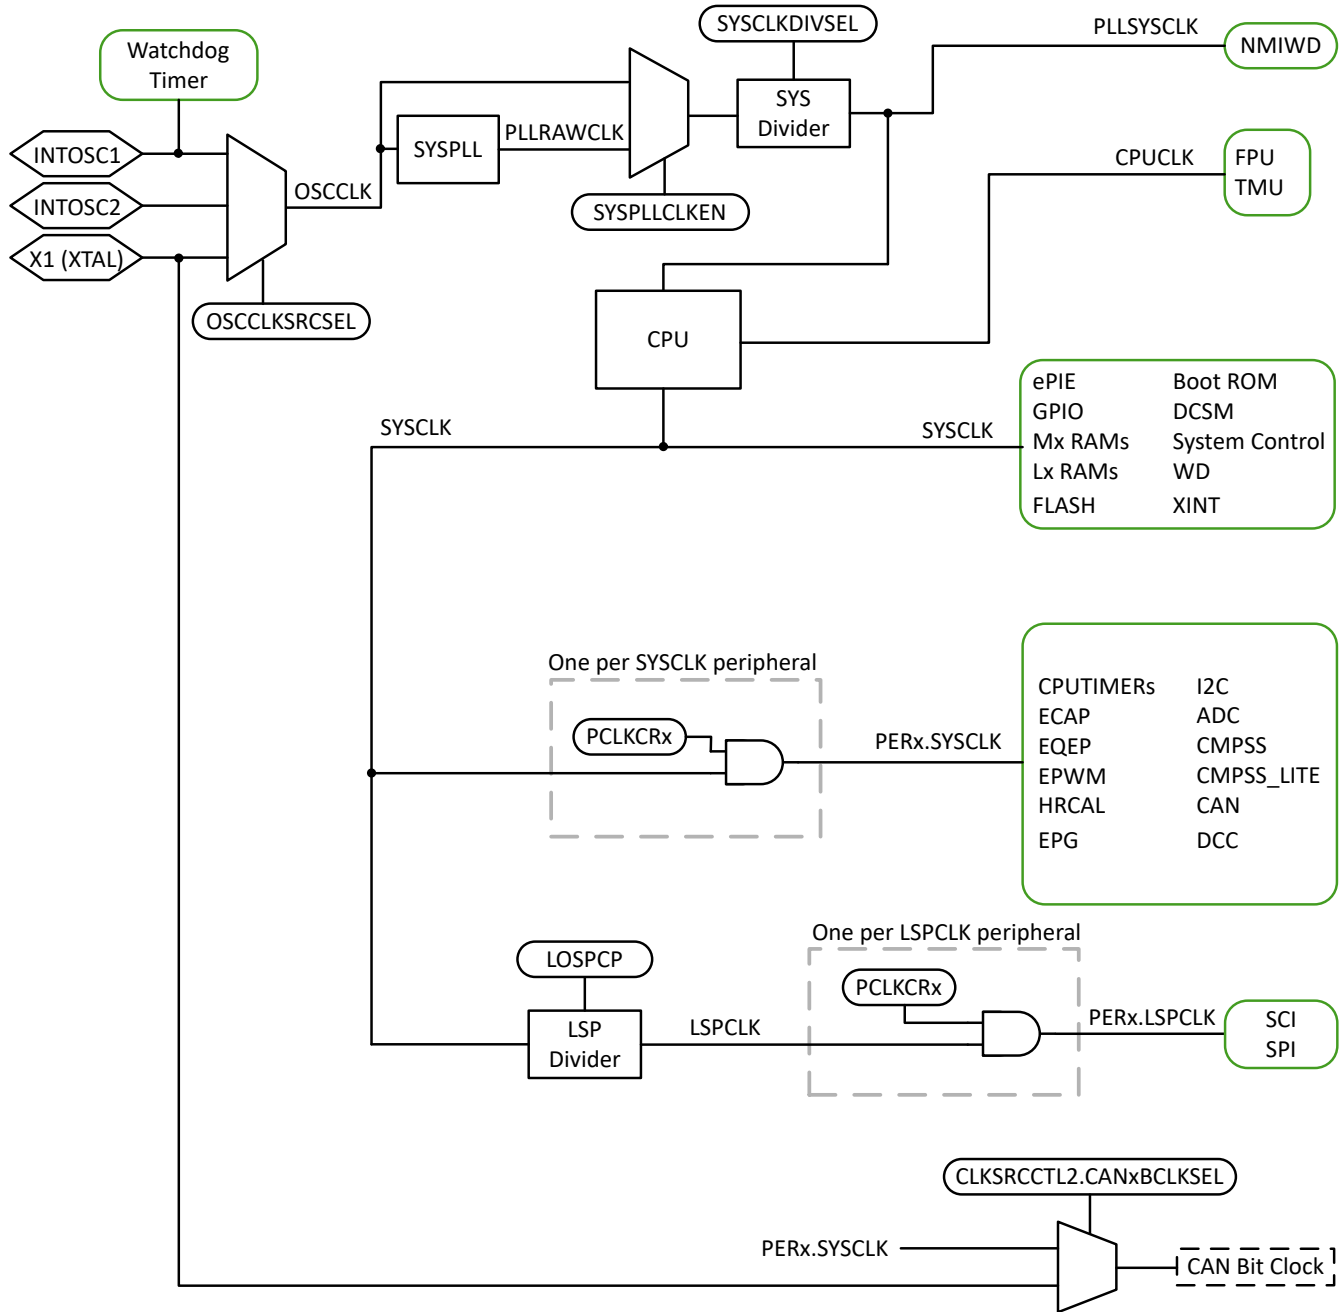 SYSCLKDIVSEL
PLLSYSCLK
NMIWD
Watchdog
Timer
SYS
Divider
SYSPLL
PLLRAWCLK
INTOSC1
INTOSC2
X1 (XTAL)
OSCCLK
SYSPLLCLKEN
CPUCLK
FPU
TMU
OSCCLKSRCSEL
CPU
SYSCLK
SYSCLK
ePIE
GPIO
Mx RAMs
Lx RAMs
FLASH
Boot ROM
DCSM
System Control
WD
XINT
One per SYSCLK peripheral
PCLKCRx
PERx.SYSCLK
CPUTIMERs
ECAP
EQEP
EPWM
HRCAL
EPG
I2C
ADC
CMPSS
CMPSS_LITE
CAN
DCC
LOSPCP
LSP
Divider
LSPCLK
One per LSPCLK peripheral
PCLKCRx
PERx.LSPCLK
SCI
SPI
CLKSRCCTL2.CANxBCLKSEL
PERx.SYSCLK
CAN Bit Clock